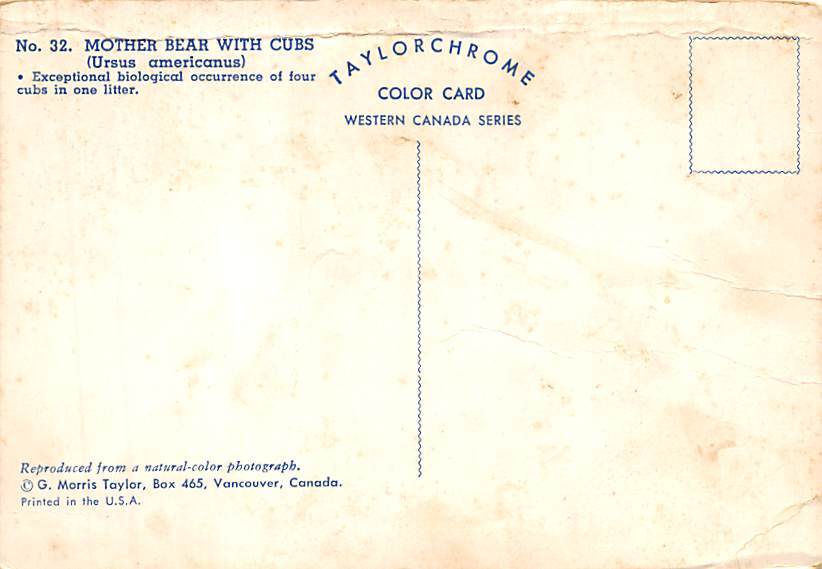 No. 32. MOTHER BEAR WITH CUBS
(Ursus americanus)
• Exceptional biological occurrence of four
cubs in one litter.
TAYLORCHROME
COLOR CARD
WESTERN CANADA SERIES
Reproduced from a natural-color photograph.
© G. Morris Taylor, Box 465, Vancouver, Canada.
Printed in the U.S.A.